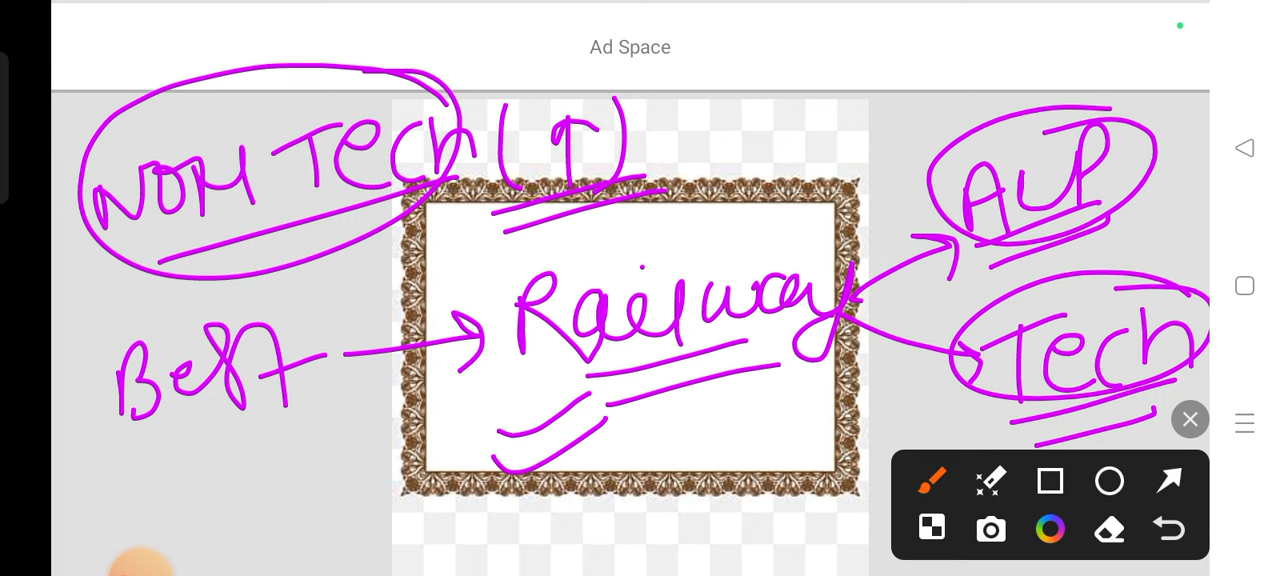 Ad Space
NON Tech (↑)
ALP
Best → Railway
Tech